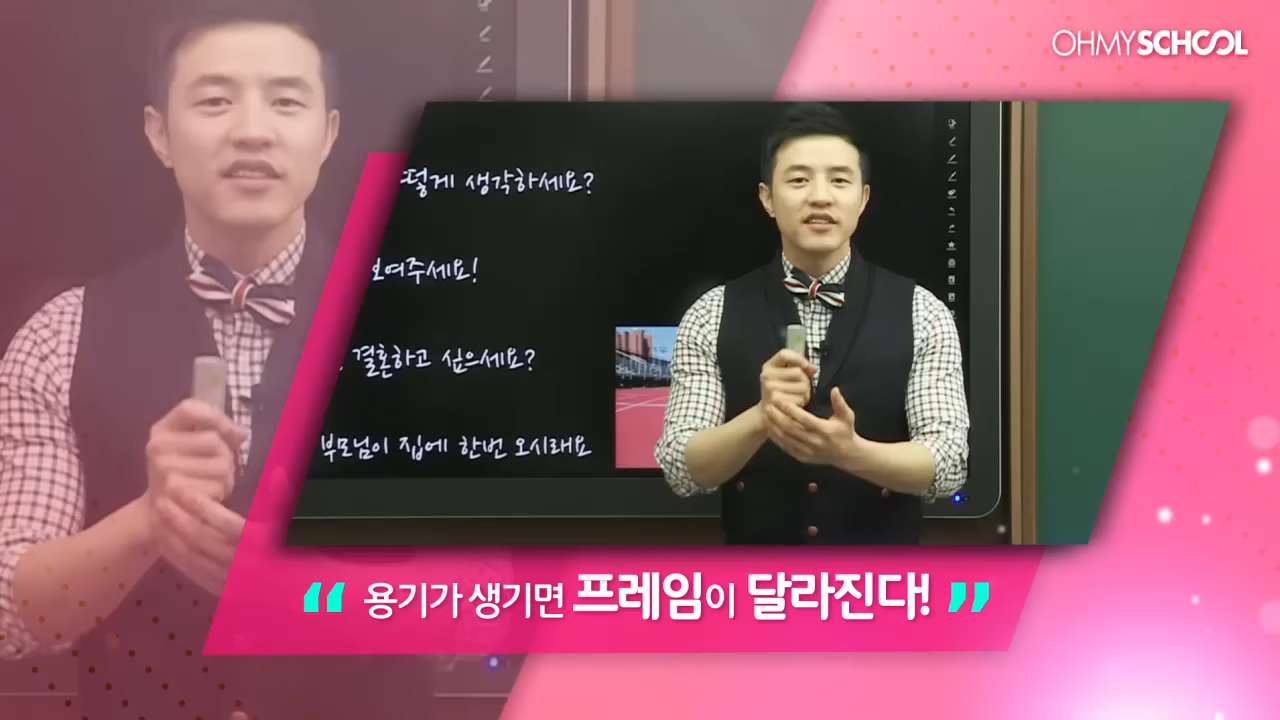 OHMYSCHOOL
떻게 생각하세요?
보여주세요!
결혼하고 싶으세요?
부모님이 집에 한번 오시래요
“ 용기가 생기면 프레임이 달라진다! ”